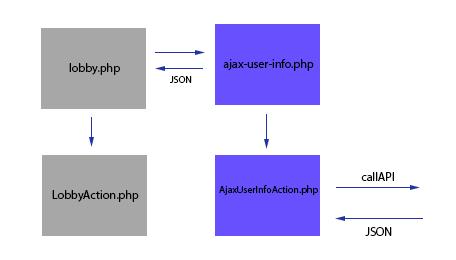 lobby.php
ajax-user-info.php
JSON
LobbyAction.php
AjaxUserInfoAction.php
callAPI
JSON